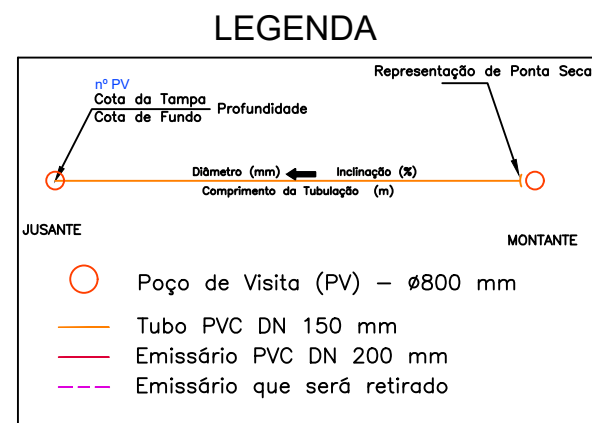 LEGENDA
Representação de Ponta Seca
nº PV
Cota da Tampa
Profundidade
Cota de Fundo
Diâmetro (mm) Inclinação (%)
Comprimento da Tubulação (m)
JUSANTE
MONTANTE
Poço de Visita (PV) – Ø800 mm
Tubo PVC DN 150 mm
Emissário PVC DN 200 mm
Emissário que será retirado